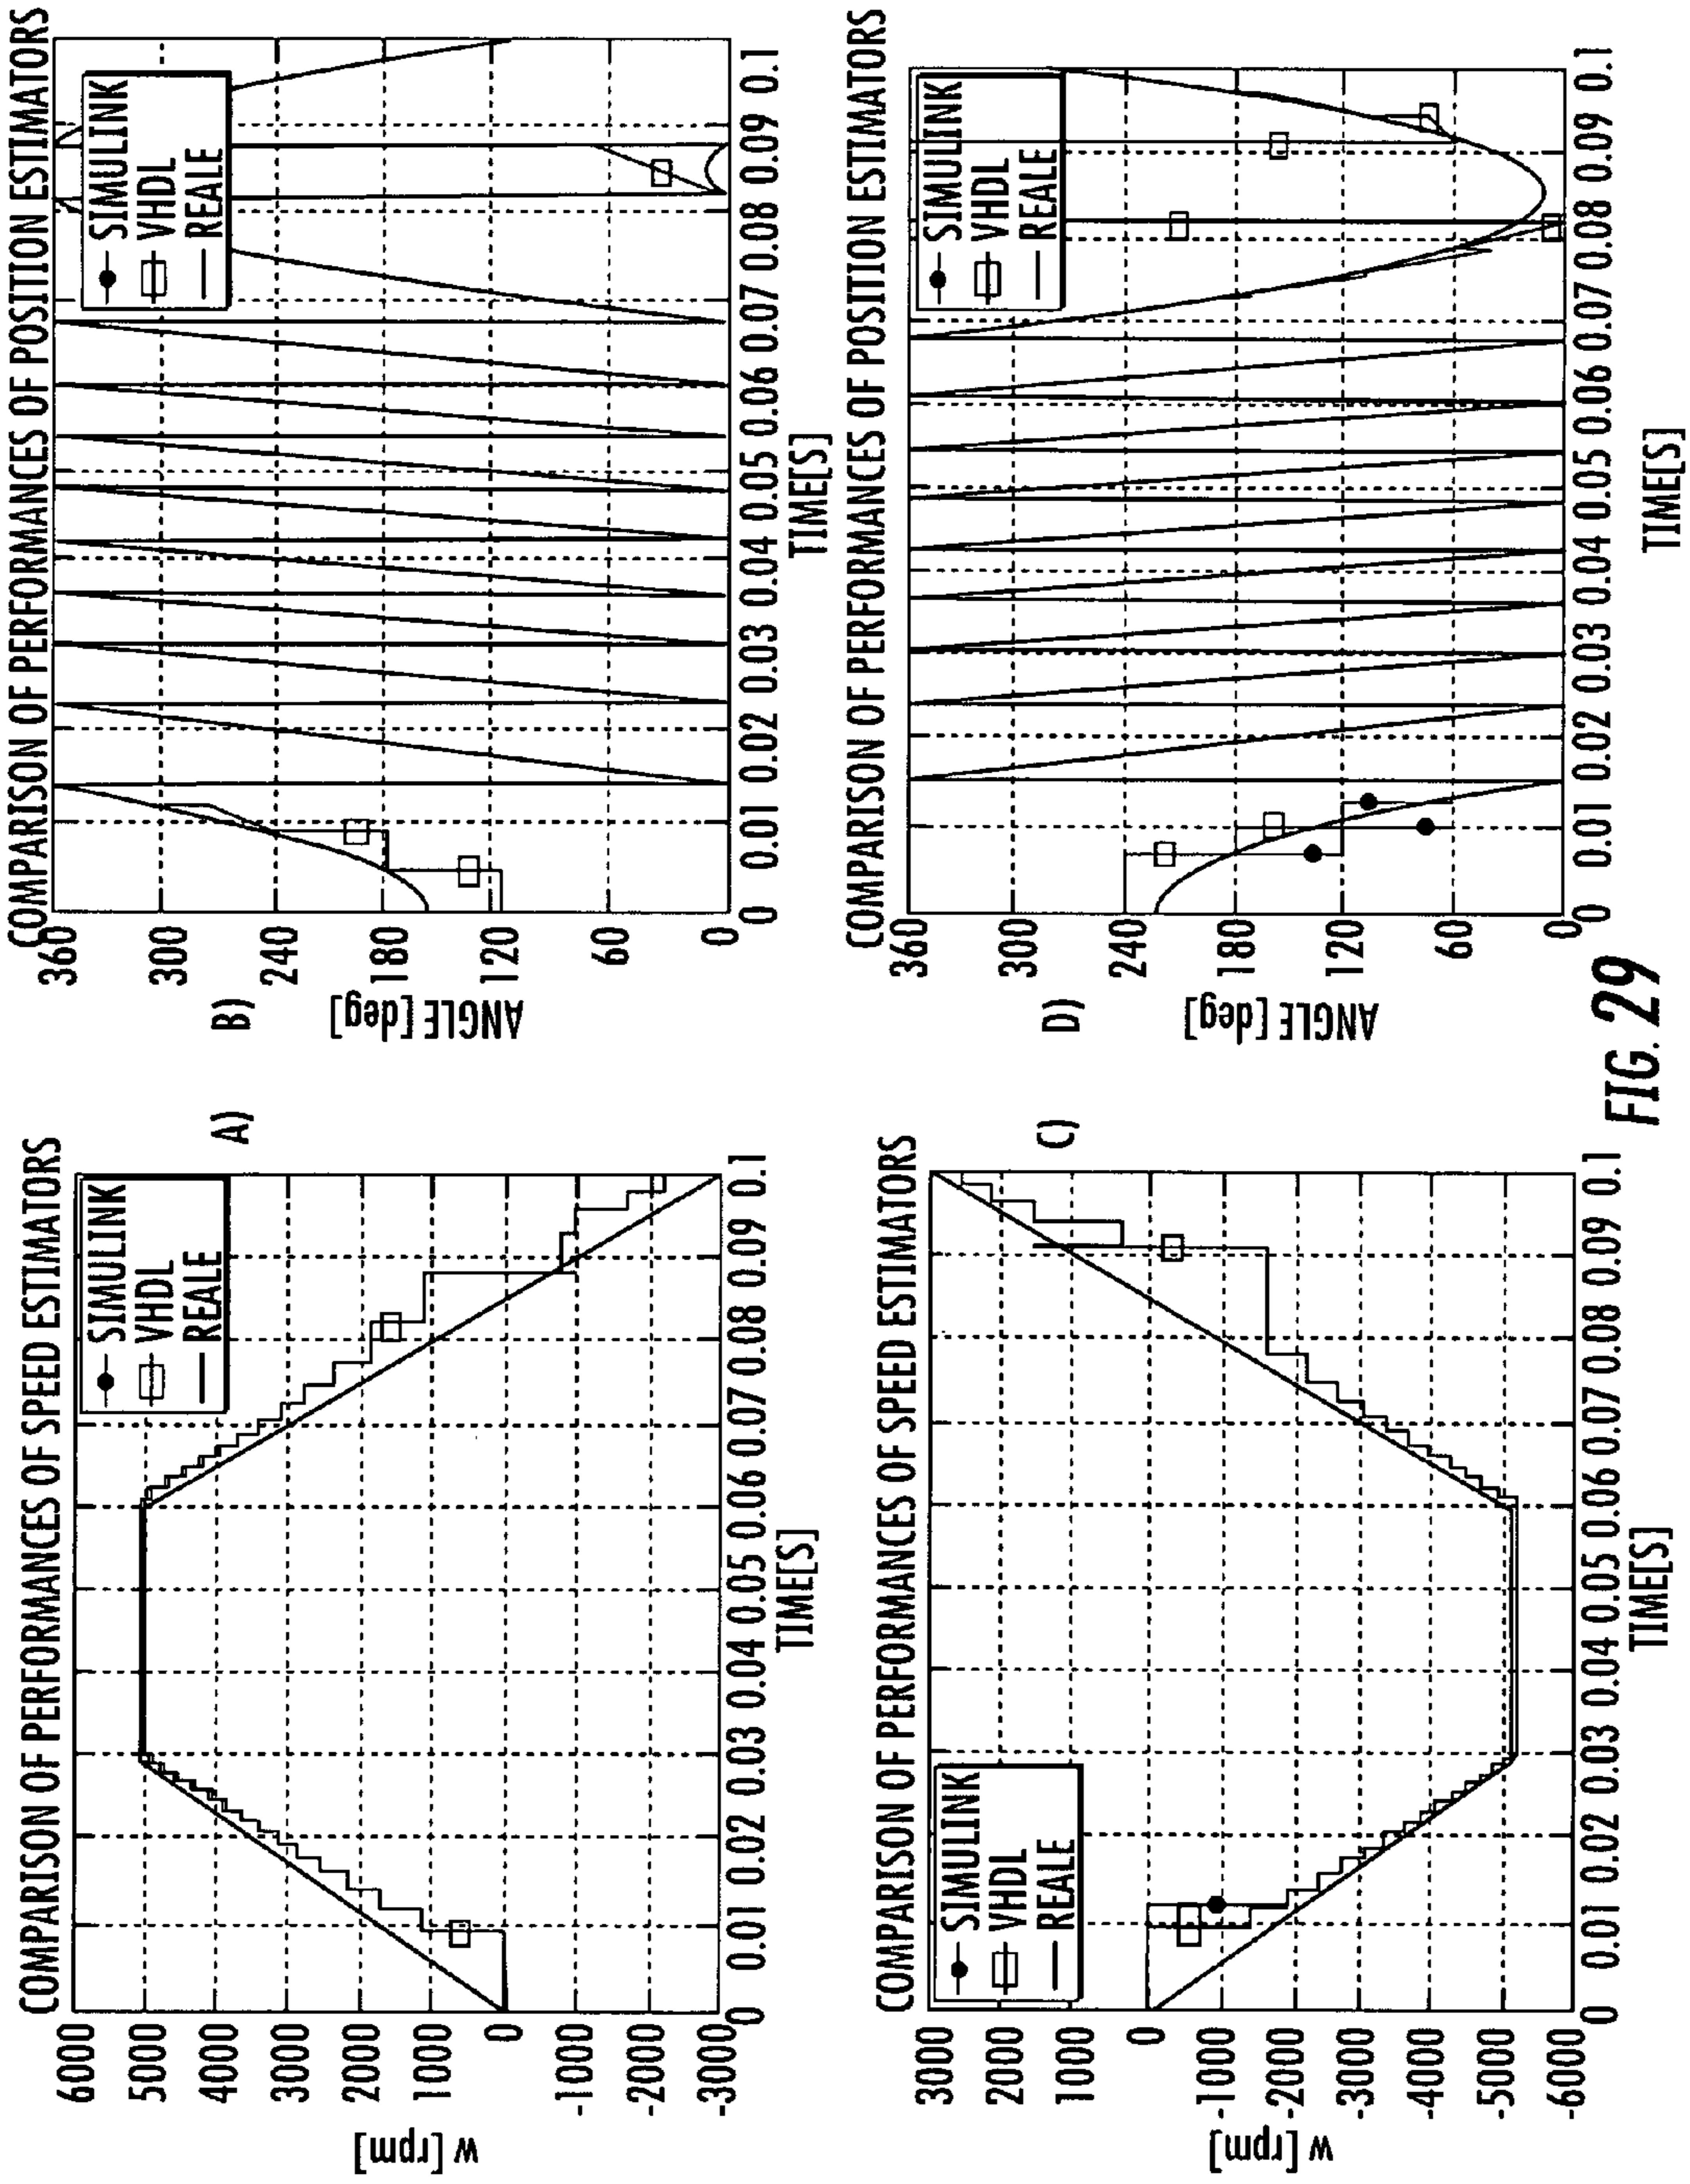 COMPARISON OF PERFORMANCES OF SPEED ESTIMATORS
A)
SIMULINK
VHDL
REALE
w [rpm]
6000
5000
4000
3000
2000
1000
0
-1000
-2000
-3000
0 0.01 0.02 0.03 0.04 0.05 0.06 0.07 0.08 0.09 0.1
TIME[S]
COMPARISON OF PERFORMANCES OF POSITION ESTIMATORS
B)
SIMULINK
VHDL
REALE
ANGLE [deg]
360
300
240
180
120
60
0
0 0.01 0.02 0.03 0.04 0.05 0.06 0.07 0.08 0.09 0.1
TIME[S]
COMPARISON OF PERFORMANCES OF SPEED ESTIMATORS
C)
SIMULINK
VHDL
REALE
w [rpm]
3000
2000
1000
0
-1000
-2000
-3000
-4000
-5000
-6000
0 0.01 0.02 0.03 0.04 0.05 0.06 0.07 0.08 0.09 0.1
TIME[S]
COMPARISON OF PERFORMANCES OF POSITION ESTIMATORS
D)
SIMULINK
VHDL
REALE
ANGLE [deg]
360
300
240
180
120
60
0
0 0.01 0.02 0.03 0.04 0.05 0.06 0.07 0.08 0.09 0.1
TIME[S]
FIG. 29